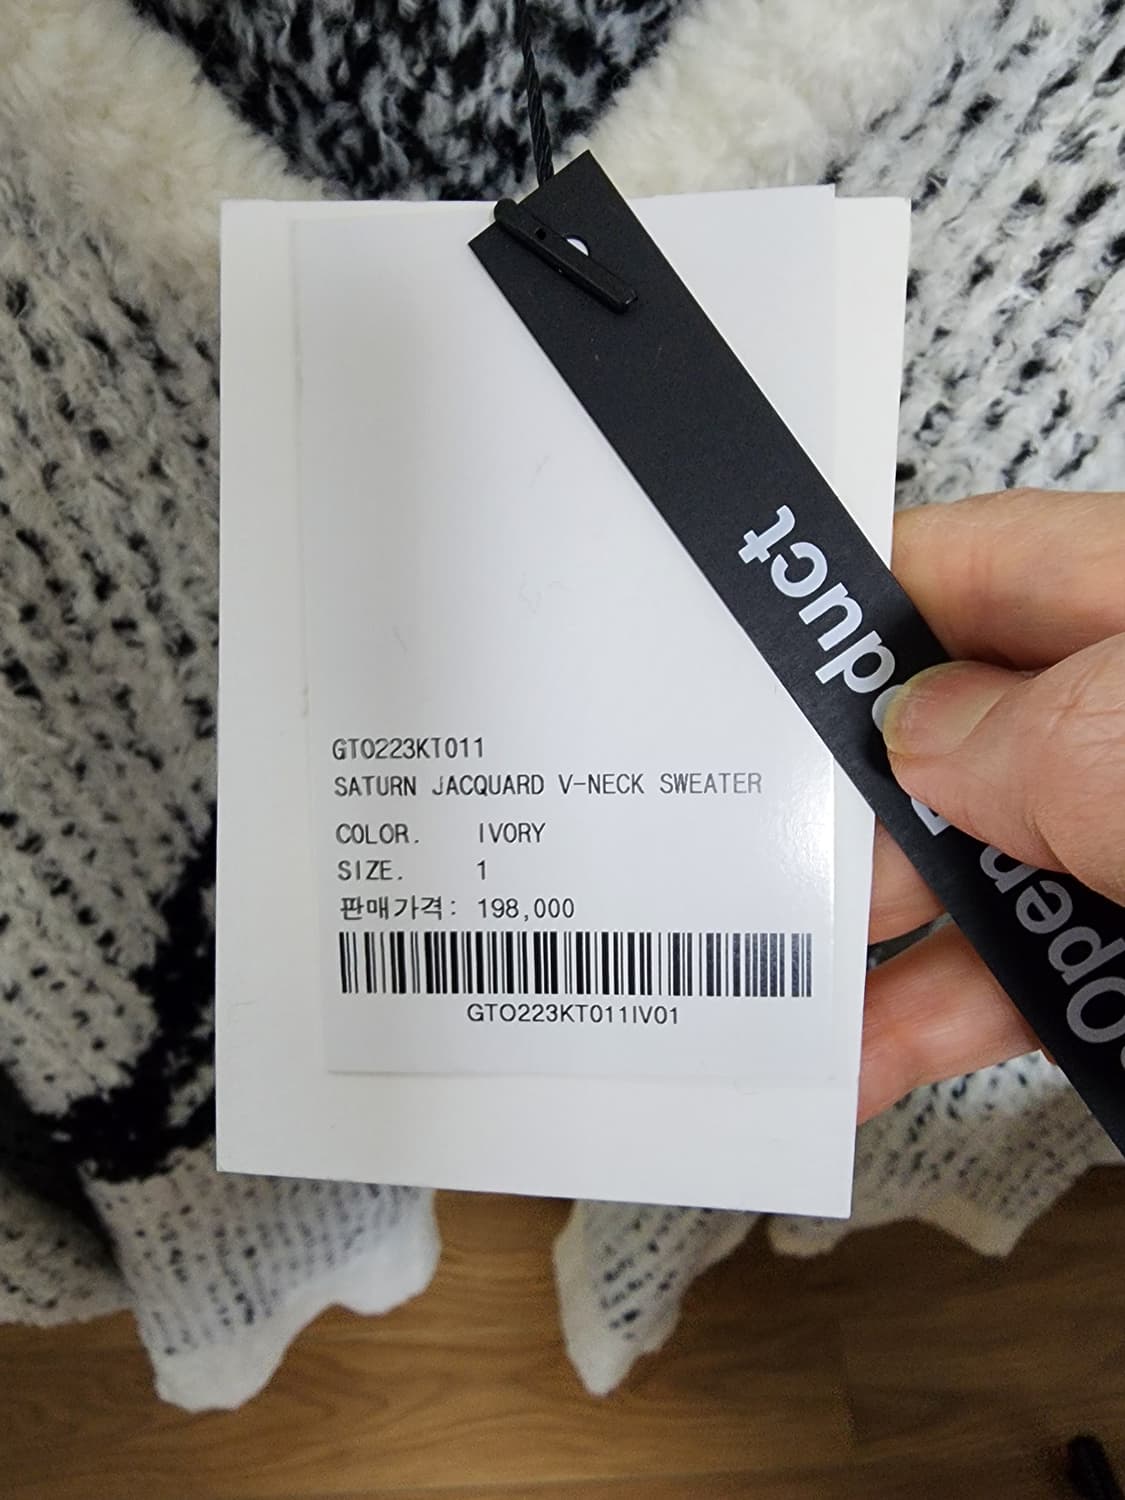 GTO223KT011
SATURN JACQUARD V-NECK SWEATER
COLOR. IVORY
SIZE. 1
판매가격: 198,000
GTO223KT011IV01